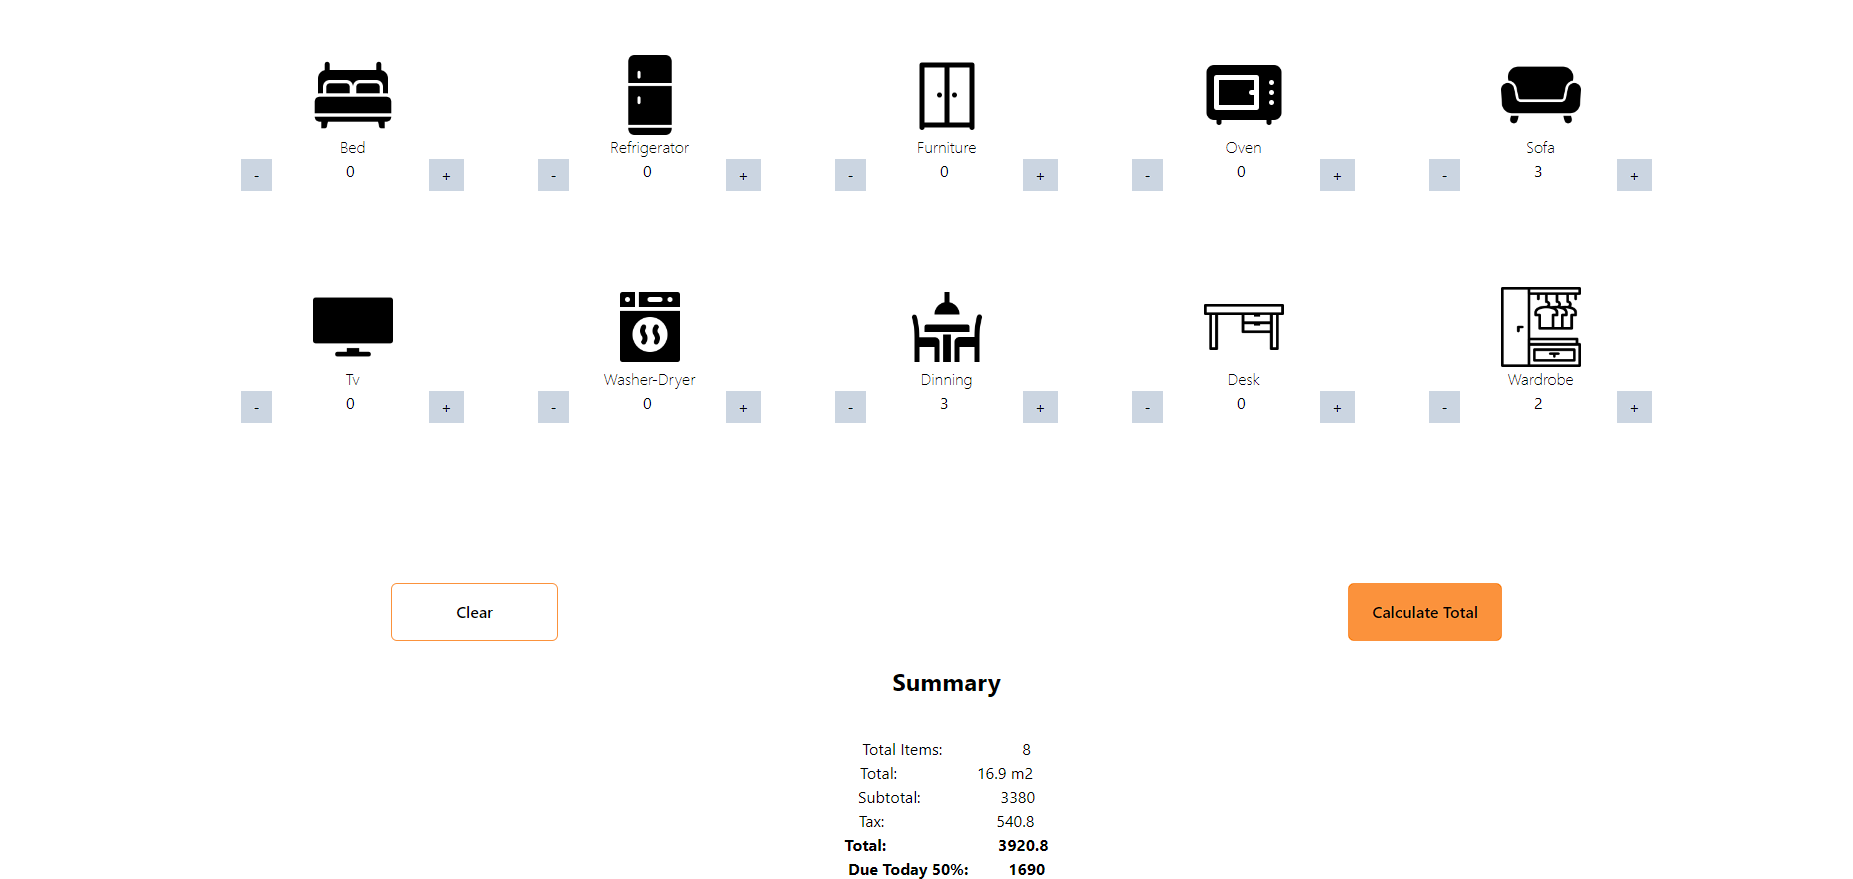 Bed Refrigerator Furniture Oven Sofa
- 0 + - 0 + - 0 + - 0 + - 3 +
Tv Washer-Dryer Dinning Desk Wardrobe
- 0 + - 0 + - 3 + - 0 + - 2 +
Clear Calculate Total
Summary
Total Items: 8
Total: 16.9 m2
Subtotal: 3380
Tax: 540.8
Total: 3920.8
Due Today 50%: 1690